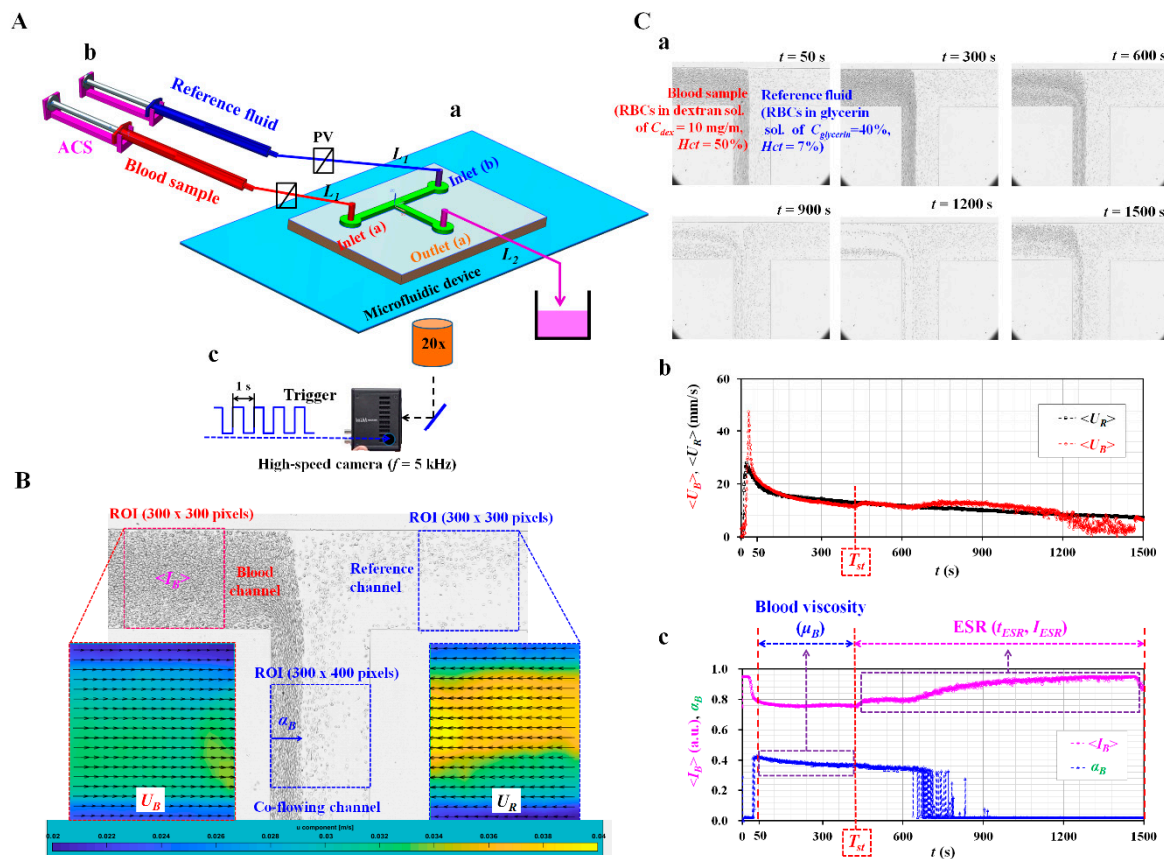 A
b
Reference fluid
ACS
Blood sample
PV
L1
L1
a
Inlet (b)
Inlet (a)
Outlet (a)
L2
Microfluidic device
20x
c
1 s
Trigger
High-speed camera (f = 5 kHz)
B
ROI (300 x 300 pixels)
ROI (300 x 300 pixels)
<IB>
Blood
channel
Reference
channel
ROI (300 x 400 pixels)
αB
UB
Co-flowing channel
UR
u component [m/s]
0.02 0.022 0.024 0.026 0.028 0.03 0.032 0.034 0.036 0.038 0.04
C
a
t = 50 s
t = 300 s
t = 600 s
Blood sample
(RBCs in dextran sol.
of Cdex = 10 mg/m,
Hct = 50%)
Reference fluid
(RBCs in glycerin
sol. of Cglycerin=40%,
Hct = 7%)
t = 900 s
t = 1200 s
t = 1500 s
b
<UB>, <UR> (mm/s)
60
40
20
0
<UR>
<UB>
0 50 300 600 900 1200 1500
Tst
t (s)
Blood viscosity
(μB)
ESR (tESR, IESR)
c
<IB> (a.u.), αB
1.0
0.8
0.6
0.4
0.2
0.0
<IB>
αB
0 50 300 600 900 1200 1500
Tst
t (s)